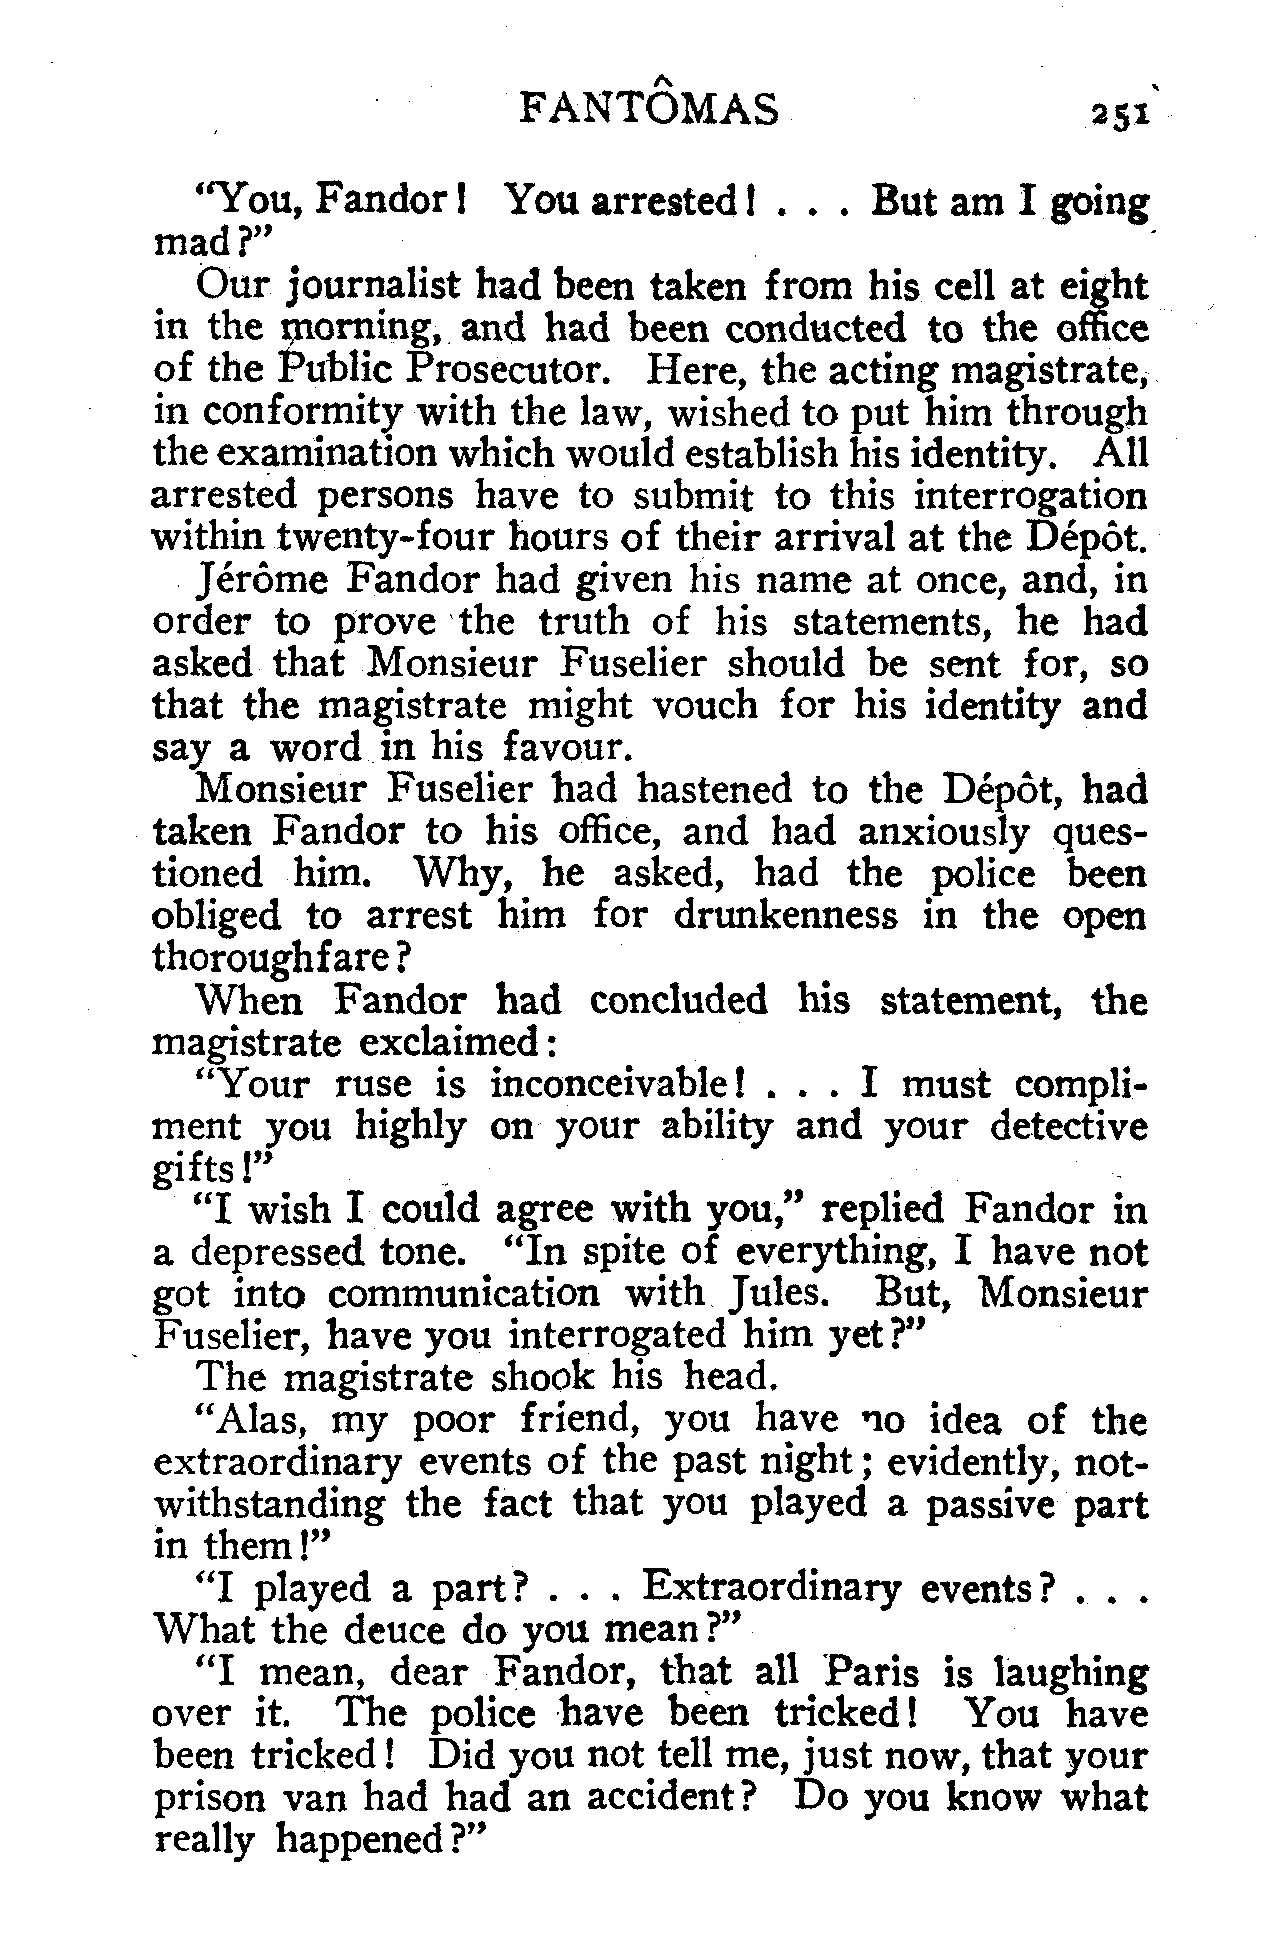 FANTÔMAS 251
“You, Fandor! You arrested! . . . But am I going
mad?”
Our journalist had been taken from his cell at eight
in the morning, and had been conducted to the office
of the Public Prosecutor. Here, the acting magistrate,
in conformity with the law, wished to put him through
the examination which would establish his identity. All
arrested persons have to submit to this interrogation
within twenty-four hours of their arrival at the Dépôt.
Jérôme Fandor had given his name at once, and, in
order to prove the truth of his statements, he had
asked that Monsieur Fuselier should be sent for, so
that the magistrate might vouch for his identity and
say a word in his favour.
Monsieur Fuselier had hastened to the Dépôt, had
taken Fandor to his office, and had anxiously ques-
tioned him. Why, he asked, had the police been
obliged to arrest him for drunkenness in the open
thoroughfare?
When Fandor had concluded his statement, the
magistrate exclaimed:
“Your ruse is inconceivable! . . . I must compli-
ment you highly on your ability and your detective
gifts!”
“I wish I could agree with you,” replied Fandor in
a depressed tone. “In spite of everything, I have not
got into communication with Jules. But, Monsieur
Fuselier, have you interrogated him yet?”
The magistrate shook his head.
“Alas, my poor friend, you have no idea of the
extraordinary events of the past night; evidently, not-
withstanding the fact that you played a passive part
in them!”
“I played a part? . . . Extraordinary events? . . .
What the deuce do you mean?”
“I mean, dear Fandor, that all Paris is laughing
over it. The police have been tricked! You have
been tricked! Did you not tell me, just now, that your
prison van had had an accident? Do you know what
really happened?”